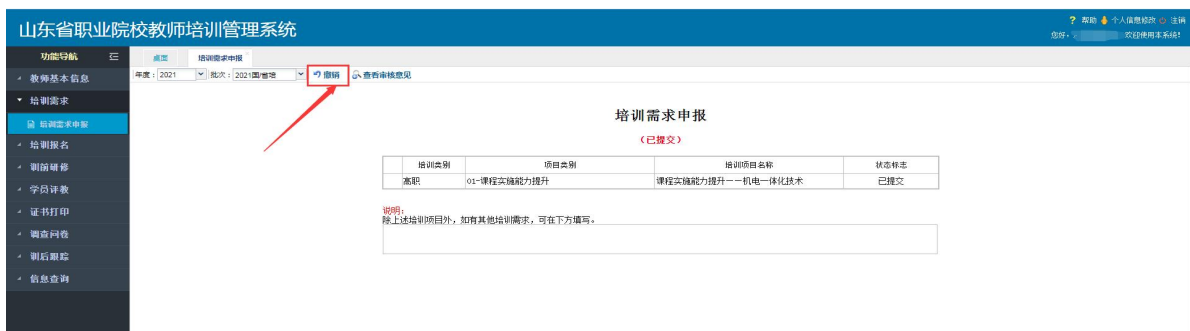 山东省职业院校教师培训管理系统
? 帮助 个人信息修改 注销
您好， 欢迎使用本系统!
功能导航
桌面 培训需求申报
年度：2021 批次：2021国/省培 撤销 查看审核意见
教师基本信息
培训需求
培训需求申报
培训报名
训前研修
学员评教
证书打印
调查问卷
训后跟踪
信息查询
培训需求申报
（已提交）
培训类别 项目类别 培训项目名称 状态标志
高职 01-课程实施能力提升 课程实施能力提升－－机电一体化技术 已提交
说明：
除上述培训项目外，如有其他培训需求，可在下方填写。